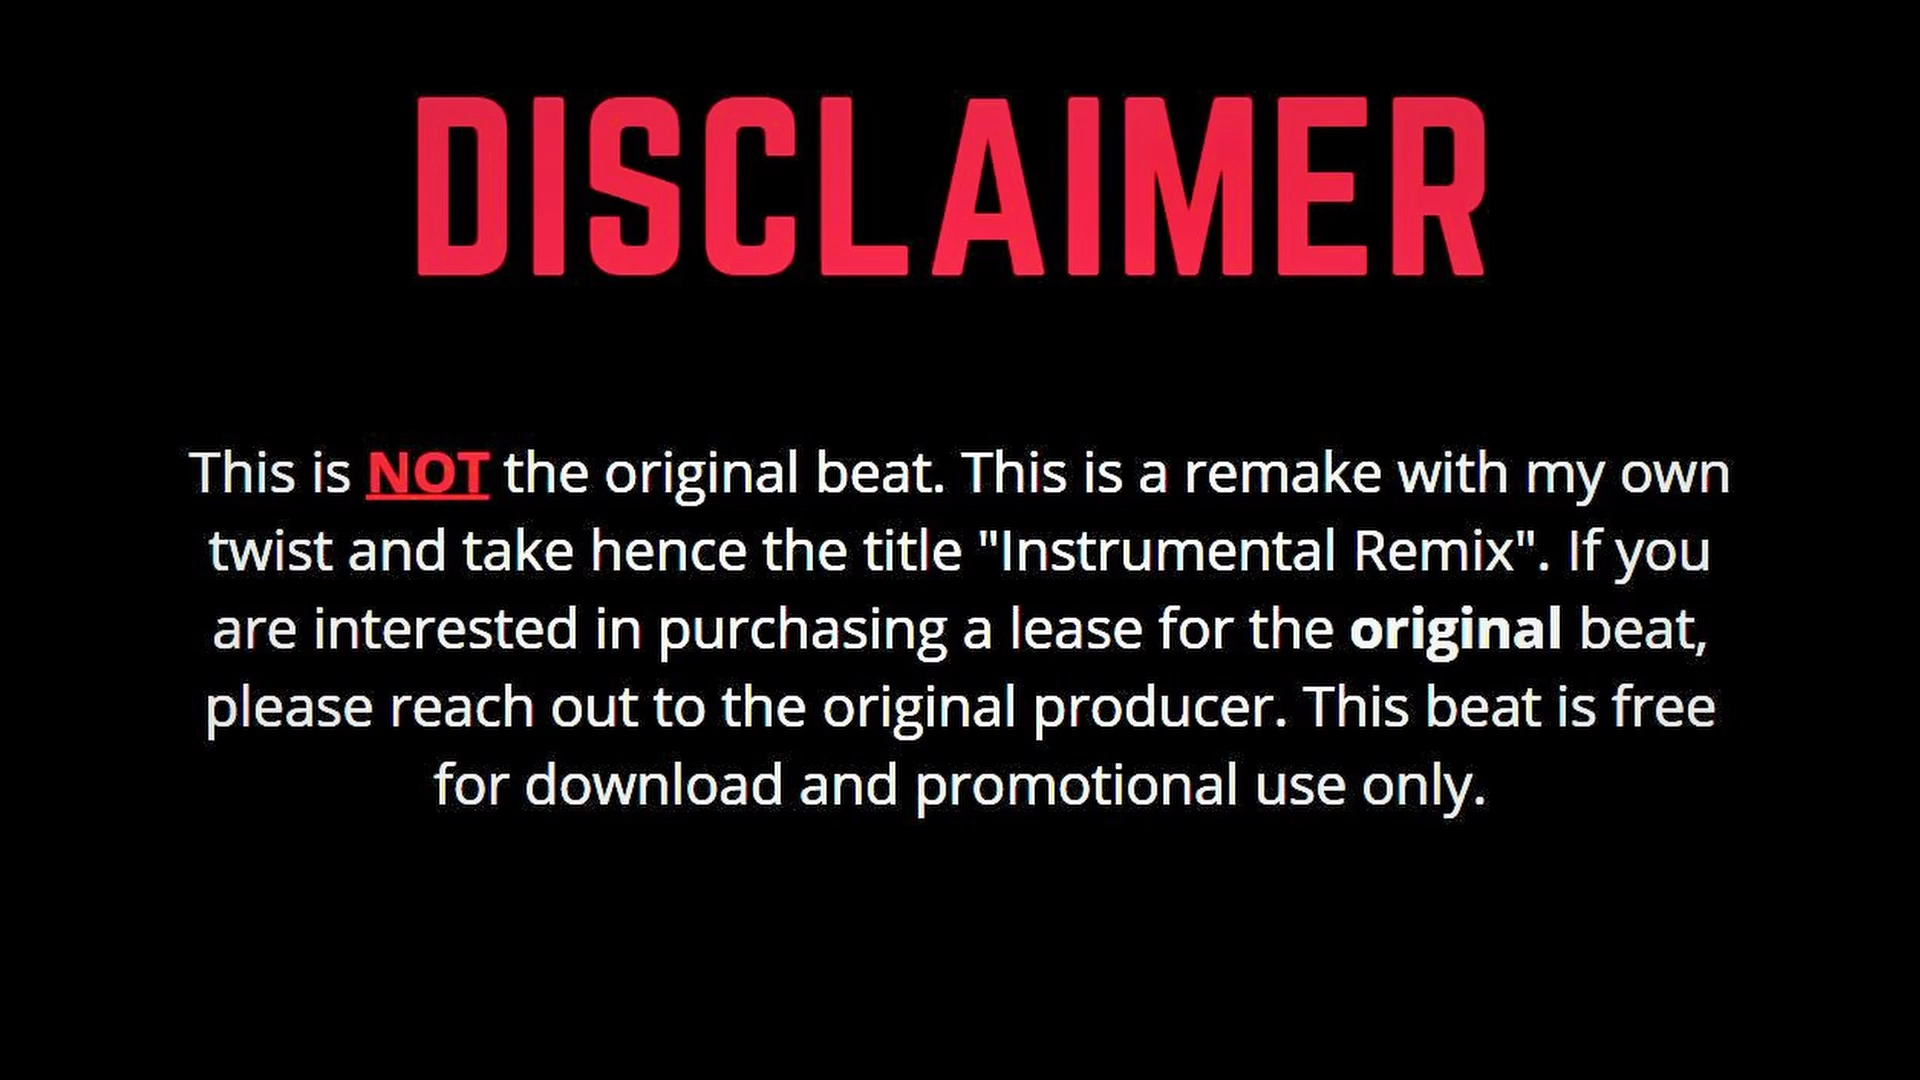 DISCLAIMER
This is NOT the original beat. This is a remake with my own
twist and take hence the title "Instrumental Remix". If you
are interested in purchasing a lease for the original beat,
please reach out to the original producer. This beat is free
for download and promotional use only.